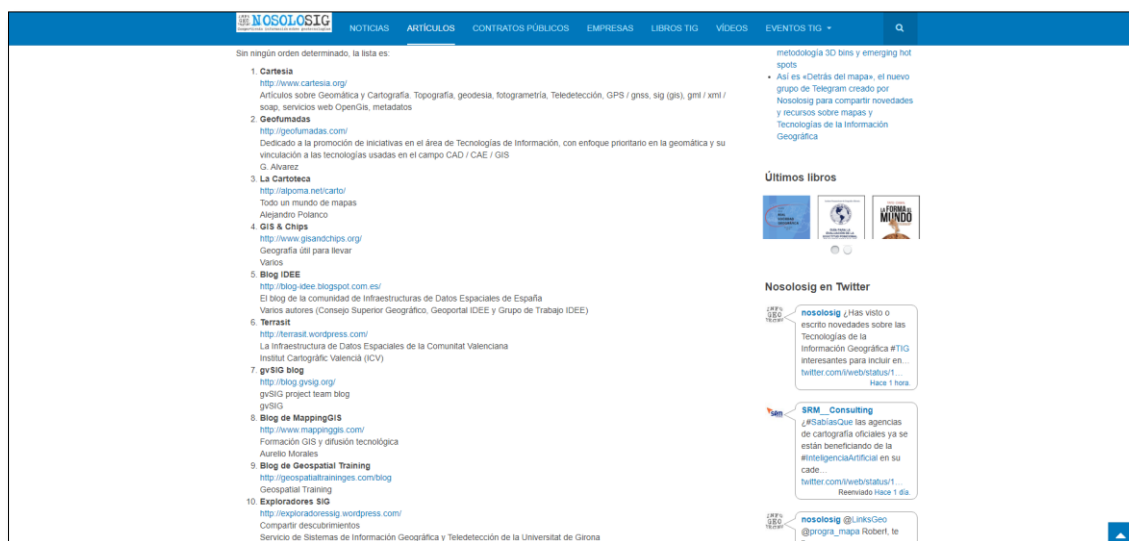 NOSOLOSIG
NOTICIAS
ARTÍCULOS
CONTRATOS PÚBLICOS
EMPRESAS
LIBROS TIG
VÍDEOS
EVENTOS TIG
Sin ningún orden determinado, la lista es:
1. Cartesia
http://www.cartesia.org/
Artículos sobre Geomática y Cartografía. Topografía, geodesia, fotogrametría, Teledetección, GPS / gnss, sig (gis), gml / xml /
soap, servicios web OpenGis, metadatos
2. Geofumadas
http://geofumadas.com/
Dedicado a la promoción de iniciativas en el área de Tecnologías de Información, con enfoque prioritario en la geomática y su
vinculación a las tecnologías usadas en el campo CAD / CAE / GIS
G. Alvarez
3. La Cartoteca
http://alpoma.net/carto/
Todo un mundo de mapas
Alejandro Polanco
4. GIS & Chips
http://www.gisandchips.org/
Geografía útil para llevar
Varios
5. Blog IDEE
http://blog-idee.blogspot.com.es/
El blog de la comunidad de Infraestructuras de Datos Espaciales de España
Varios autores (Consejo Superior Geográfico, Geoportal IDEE y Grupo de Trabajo IDEE)
6. Terrasit
http://terrasit.wordpress.com/
La Infraestructura de Datos Espaciales de la Comunitat Valenciana
Institut Cartogràfic Valencià (ICV)
7. gvSIG blog
http://blog.gvsig.org/
gvSIG project team blog
gvSIG
8. Blog de MappingGIS
http://www.mappinggis.com/
Formación GIS y difusión tecnológica
Aurelio Morales
9. Blog de Geospatial Training
http://geospatialtraininges.com/blog
Geospatial Training
10. Exploradores SIG
http://exploradoressig.wordpress.com/
Compartir descubrimientos
Servicio de Sistemas de Información Geográfica y Teledetección de la Universitat de Girona
metodología 3D bins y emerging hot
spots
• Así es «Detrás del mapa», el nuevo
grupo de Telegram creado por
Nosolosig para compartir novedades
y recursos sobre mapas y
Tecnologías de la Información
Geográfica
Últimos libros
LA FORMA DEL
MUNDO
Nosolosig en Twitter
nosolosig ¿Has visto o
escrito novedades sobre las
Tecnologías de la
Información Geográfica #TIG
interesantes para incluir en…
twitter.com/i/web/status/1…
Hace 1 hora.
SRM
SRM__Consulting
¿#SabíasQue las agencias
de cartografía oficiales ya se
están beneficiando de la
#InteligenciaArtificial en su
cade…
twitter.com/i/web/status/1…
Reenviado Hace 1 día.
nosolosig @LinksGeo
@progra_mapa Robert, te